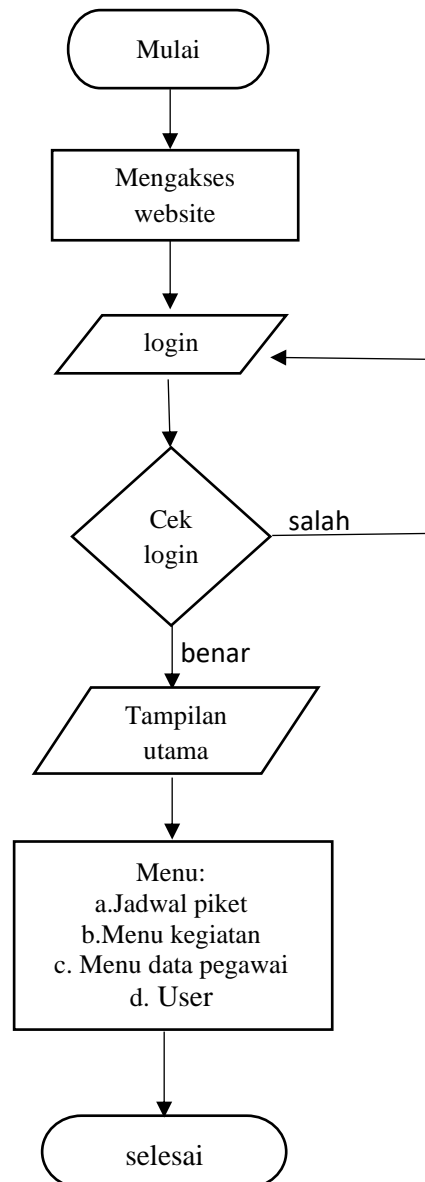 Mulai
Mengakses
website
login
Cek
login
salah
benar
Tampilan
utama
Menu:
a.Jadwal piket
b.Menu kegiatan
c. Menu data pegawai
d. User
selesai